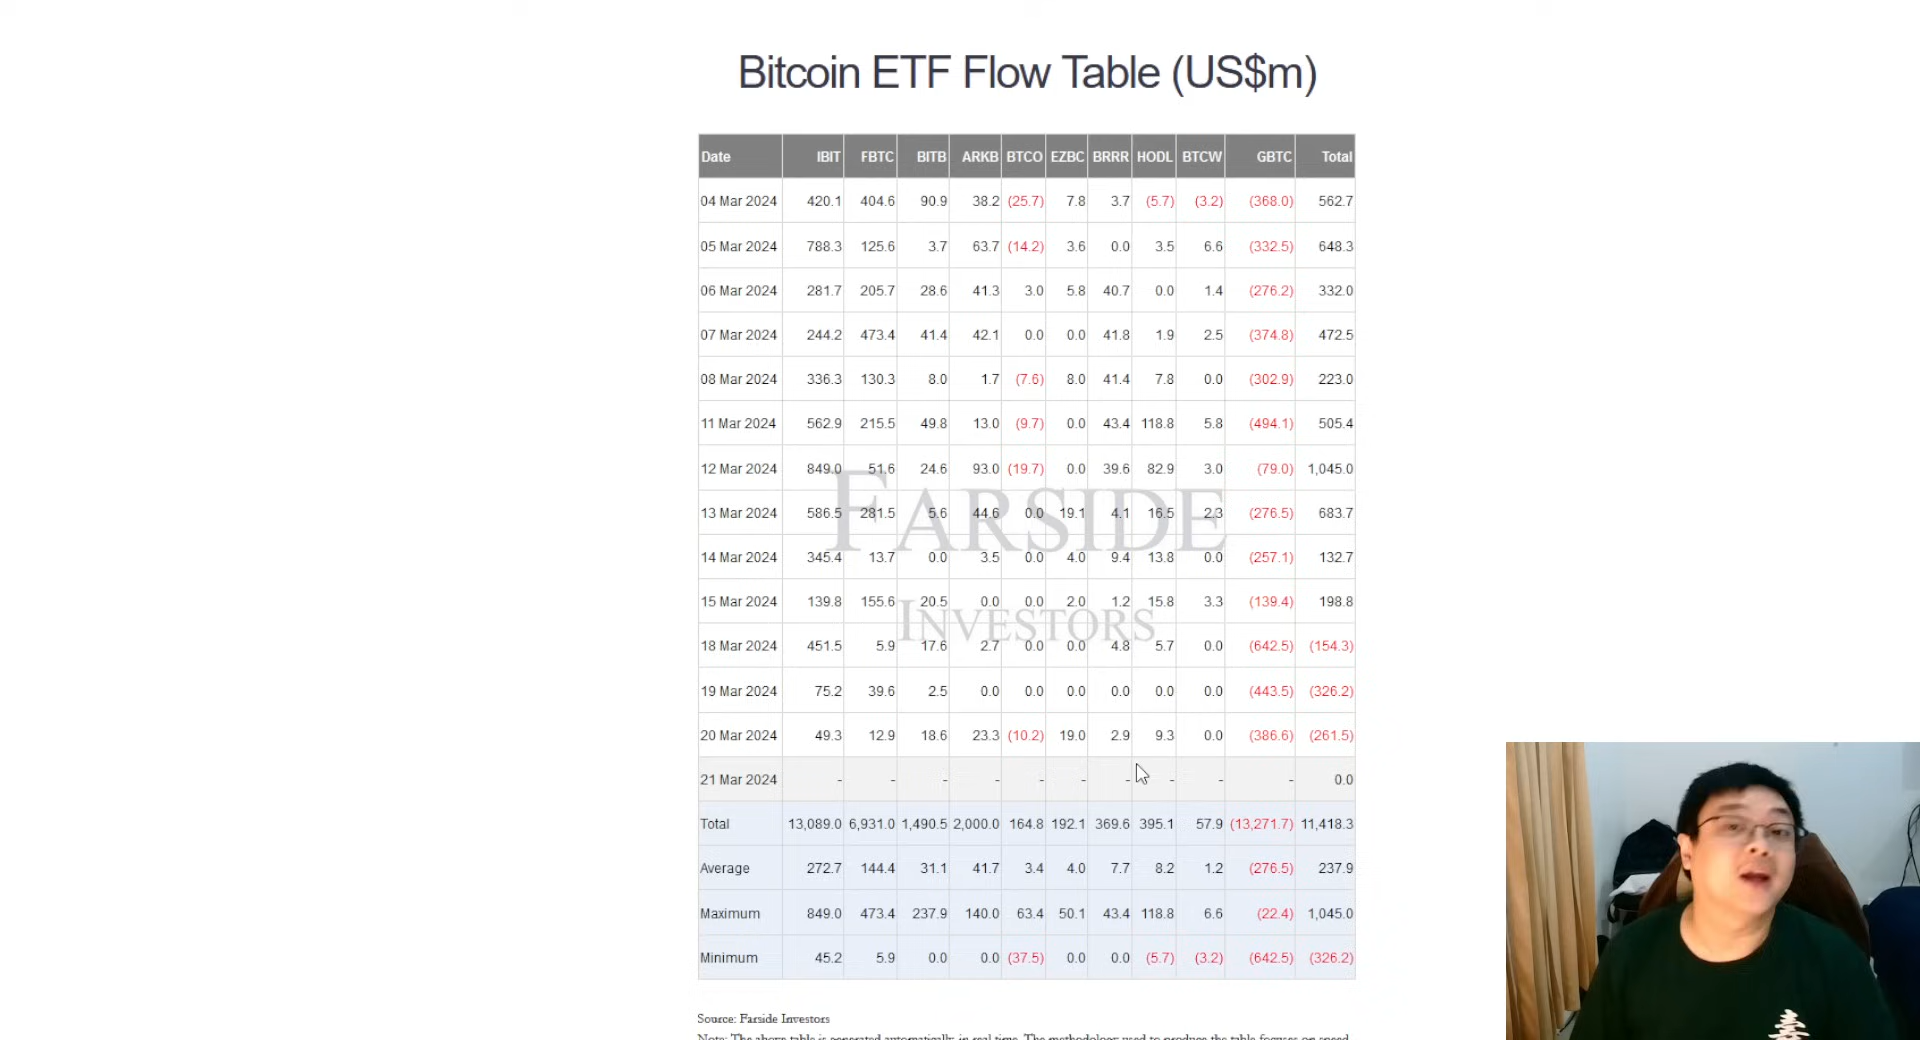 Bitcoin ETF Flow Table (US$m)
Date IBIT FBTC BITB ARKB BTCO EZBC BRRR HODL BTCW GBTC Total
04 Mar 2024 420.1 404.6 90.9 38.2 (25.7) 7.8 3.7 (5.7) (3.2) (368.0) 562.7
05 Mar 2024 788.3 125.6 3.7 63.7 (14.2) 3.6 0.0 3.5 6.6 (332.5) 648.3
06 Mar 2024 281.7 205.7 28.6 41.3 3.0 5.8 40.7 0.0 1.4 (276.2) 332.0
07 Mar 2024 244.2 473.4 41.4 42.1 0.0 0.0 41.8 1.9 2.5 (374.8) 472.5
08 Mar 2024 336.3 130.3 8.0 1.7 (7.6) 8.0 41.4 7.8 0.0 (302.9) 223.0
11 Mar 2024 562.9 215.5 49.8 13.0 (9.7) 0.0 43.4 118.8 5.8 (494.1) 505.4
12 Mar 2024 849.0 51.6 24.6 93.0 (19.7) 0.0 39.6 82.9 3.0 (79.0) 1,045.0
13 Mar 2024 586.5 281.5 5.6 44.6 0.0 19.1 4.1 16.5 2.3 (276.5) 683.7
FARSIDE
14 Mar 2024 345.4 13.7 0.0 3.5 0.0 4.0 9.4 13.8 0.0 (257.1) 132.7
15 Mar 2024 139.8 155.6 20.5 0.0 0.0 2.0 1.2 15.8 3.3 (139.4) 198.8
INVESTORS
18 Mar 2024 451.5 5.9 17.6 2.7 0.0 0.0 4.8 5.7 0.0 (642.5) (154.3)
19 Mar 2024 75.2 39.6 2.5 0.0 0.0 0.0 0.0 0.0 0.0 (443.5) (326.2)
20 Mar 2024 49.3 12.9 18.6 23.3 (10.2) 19.0 2.9 9.3 0.0 (386.6) (261.5)
21 Mar 2024 - - - - - - - - - - 0.0
Total 13,089.0 6,931.0 1,490.5 2,000.0 164.8 192.1 369.6 395.1 57.9 (13,271.7) 11,418.3
Average 272.7 144.4 31.1 41.7 3.4 4.0 7.7 8.2 1.2 (276.5) 237.9
Maximum 849.0 473.4 237.9 140.0 63.4 50.1 43.4 118.8 6.6 (22.4) 1,045.0
Minimum 45.2 5.9 0.0 0.0 (37.5) 0.0 0.0 (5.7) (3.2) (642.5) (326.2)
Source: Farside Investors
Note: The above table is generated automatically in real time. The methodology used to produce the table focuses on speed